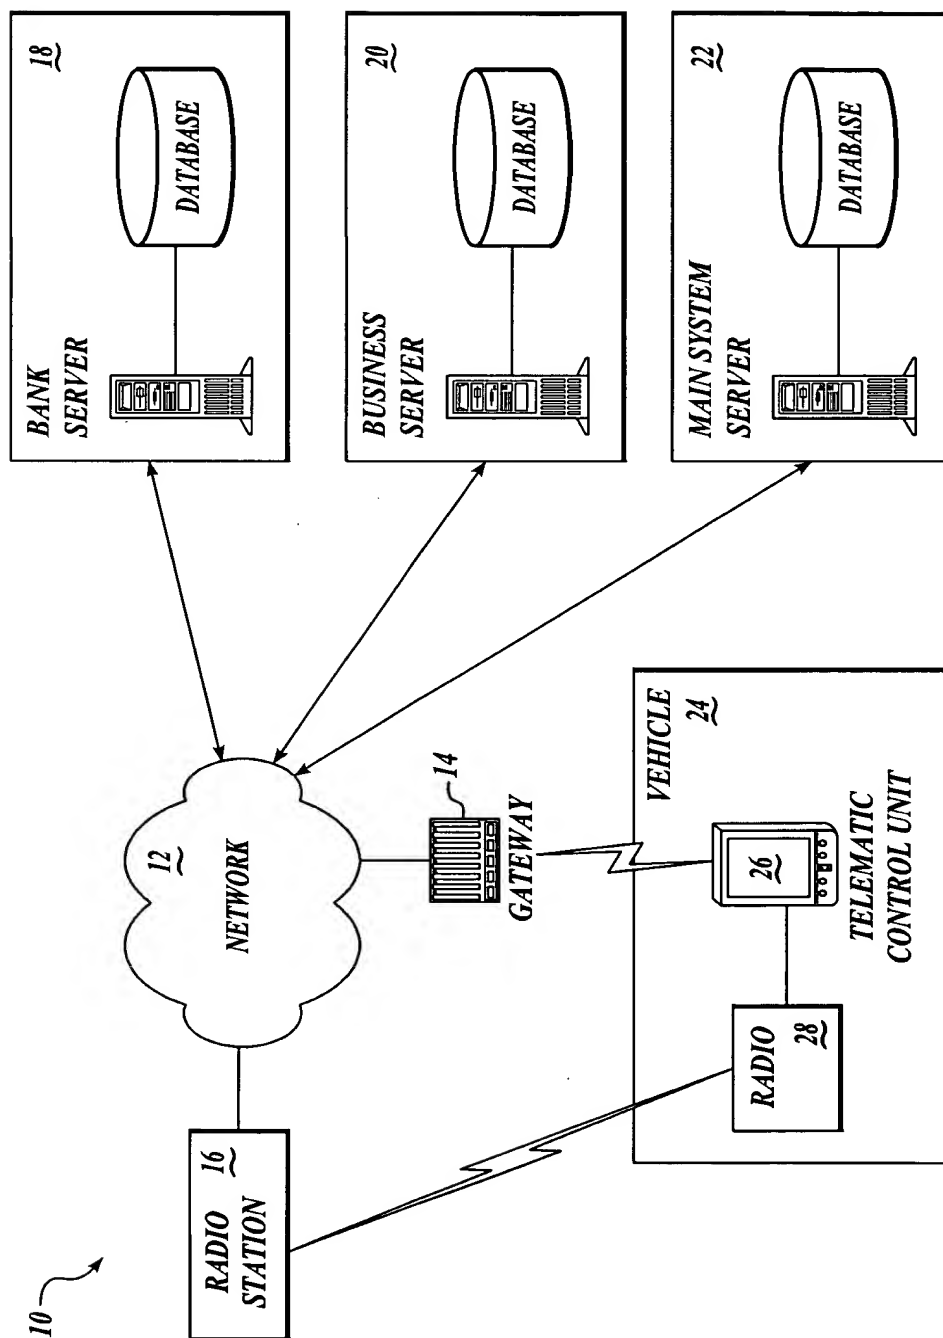 10
RADIO
STATION
16
NETWORK
12
14
GATEWAY
BANK
SERVER
18
DATABASE
BUSINESS
SERVER
20
DATABASE
MAIN SYSTEM
SERVER
22
DATABASE
VEHICLE
24
RADIO
28
26
TELEMATIC
CONTROL UNIT